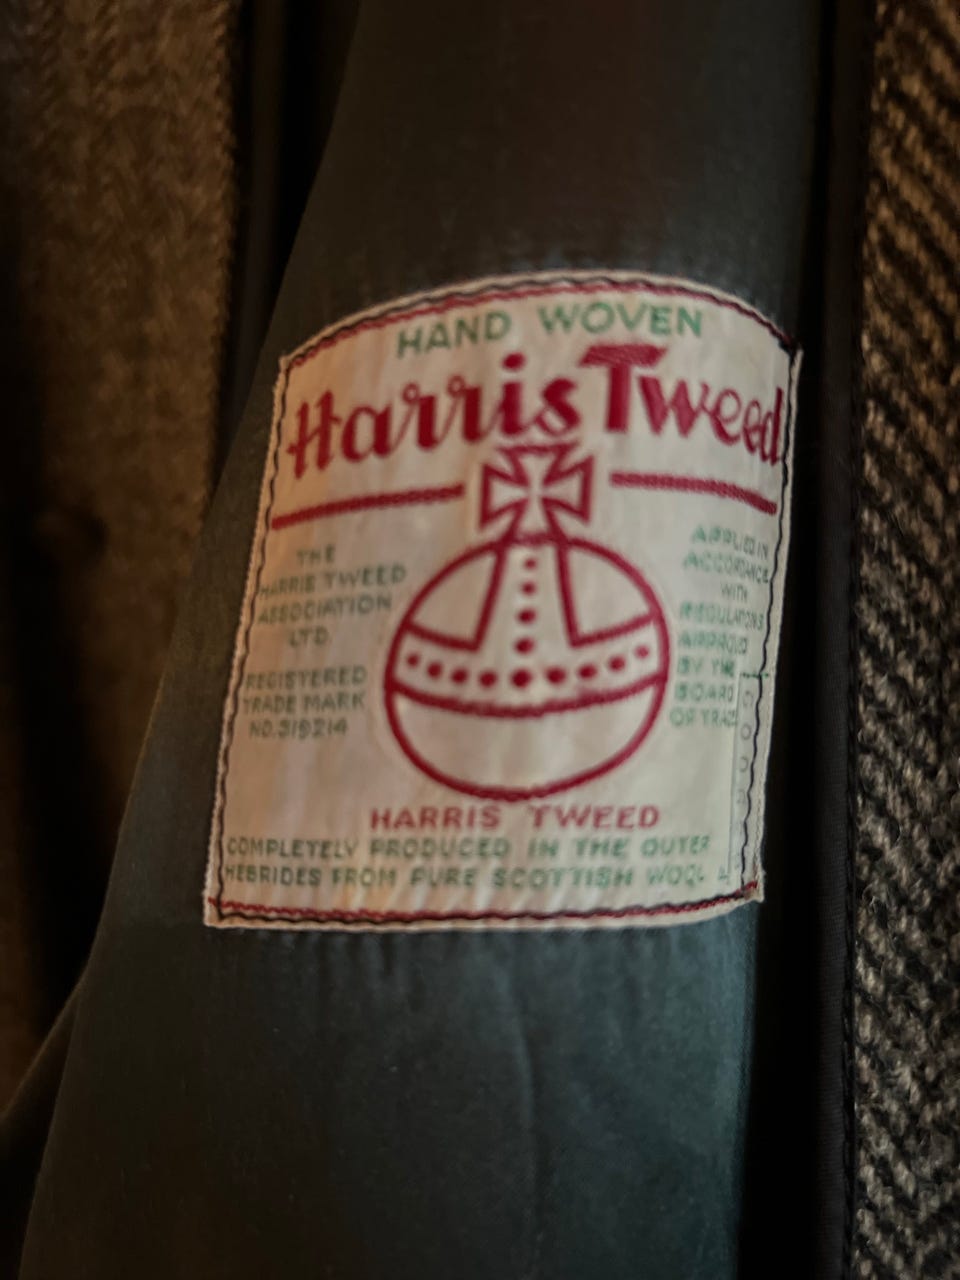 HAND WOVEN
Harris Tweed
THE
HARRIS TWEED
ASSOCIATION
LTD.
REGISTERED
TRADE MARK
NO.319214
APPLIED IN
ACCORDANCE
WITH
REGULATIONS
APPROVED
BY THE
BOARD
OF TRADE
HARRIS TWEED
COMPLETELY PRODUCED IN THE OUTER
HEBRIDES FROM PURE SCOTTISH WOOL